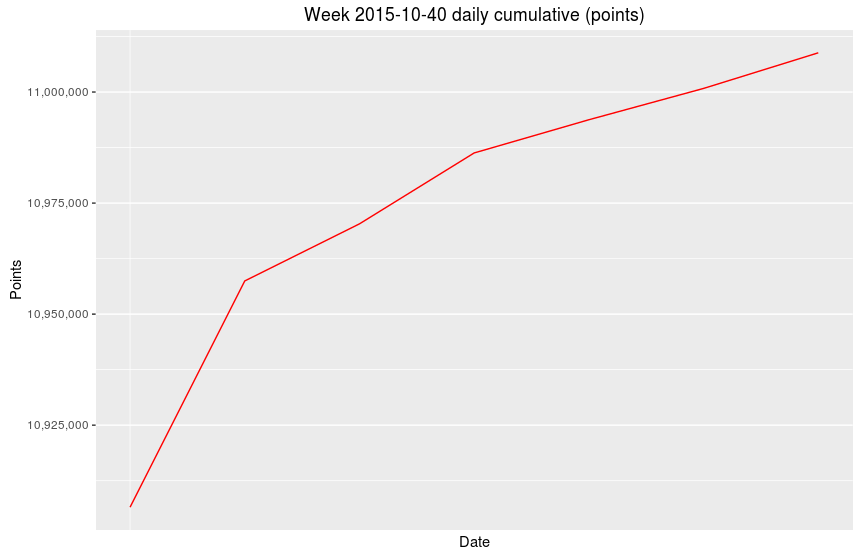 Week 2015-10-40 daily cumulative (points)
11,000,000
10,975,000
10,950,000
10,925,000
Points
Date